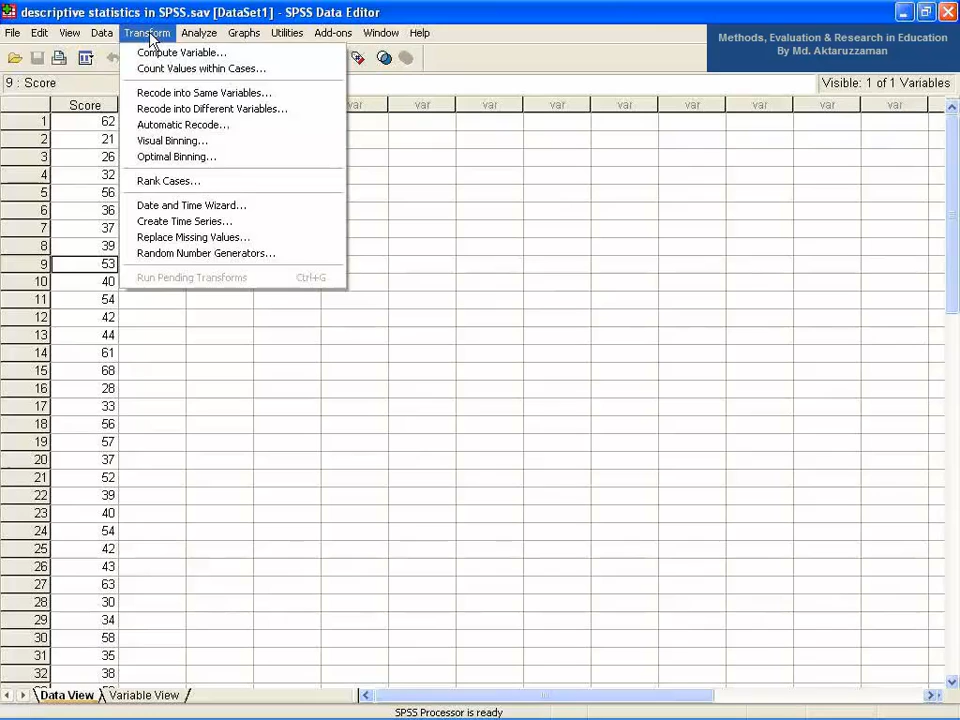 descriptive statistics in SPSS.sav [DataSet1] - SPSS Data Editor
File Edit View Data Transform Analyze Graphs Utilities Add-ons Window Help
Methods, Evaluation & Research in Education
By Md. Aktaruzzaman
Compute Variable...
Count Values within Cases...
Recode into Same Variables...
Recode into Different Variables...
Automatic Recode...
Visual Binning...
Optimal Binning...
Rank Cases...
Date and Time Wizard...
Create Time Series...
Replace Missing Values...
Random Number Generators...
Run Pending Transforms Ctrl+G
9 : Score
Visible: 1 of 1 Variables
Score var var var var var var var var var
1 62
2 21
3 26
4 32
5 56
6 36
7 37
8 39
9 53
10 40
11 54
12 42
13 44
14 61
15 68
16 28
17 33
18 56
19 57
20 37
21 52
22 39
23 40
24 54
25 42
26 43
27 63
28 30
29 34
30 58
31 35
32 38
Data View Variable View
SPSS Processor is ready